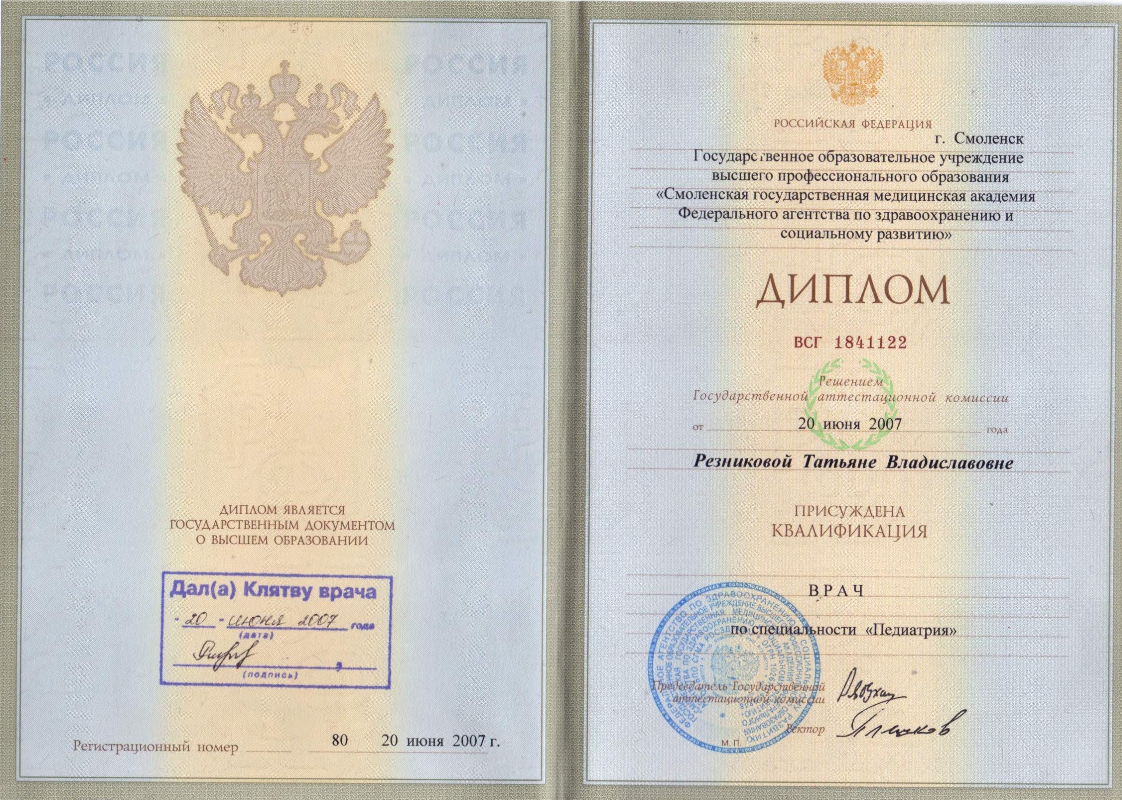 РОССИЯ РОССИЯ
• ДИПЛОМ • • ДИПЛОМ •
РОССИЯ РОССИЯ
• ДИПЛОМ • • ДИПЛОМ •
РОССИЯ РОССИЯ
• ДИПЛОМ • • ДИПЛОМ •
РОССИЯ РОССИЯ
ДИПЛОМ ЯВЛЯЕТСЯ
ГОСУДАРСТВЕННЫМ ДОКУМЕНТОМ
О ВЫСШЕМ ОБРАЗОВАНИИ
Дал(а) Клятву врача
"20" июня 2007 года
(дата)
(подпись)
Регистрационный номер 80 20 июня 2007 г.
РОССИЙСКАЯ ФЕДЕРАЦИЯ
г. Смоленск
Государственное образовательное учреждение
высшего профессионального образования
«Смоленская государственная медицинская академия
Федерального агентства по здравоохранению и
социальному развитию»
ДИПЛОМ
ВСГ 1841122
Решением
Государственной аттестационной комиссии
от 20 июня 2007 года
Резниковой Татьяне Владиславовне
ПРИСУЖДЕНА
КВАЛИФИКАЦИЯ
ВРАЧ
по специальности «Педиатрия»
Председатель Государственной
аттестационной комиссии
Ректор
М. П.